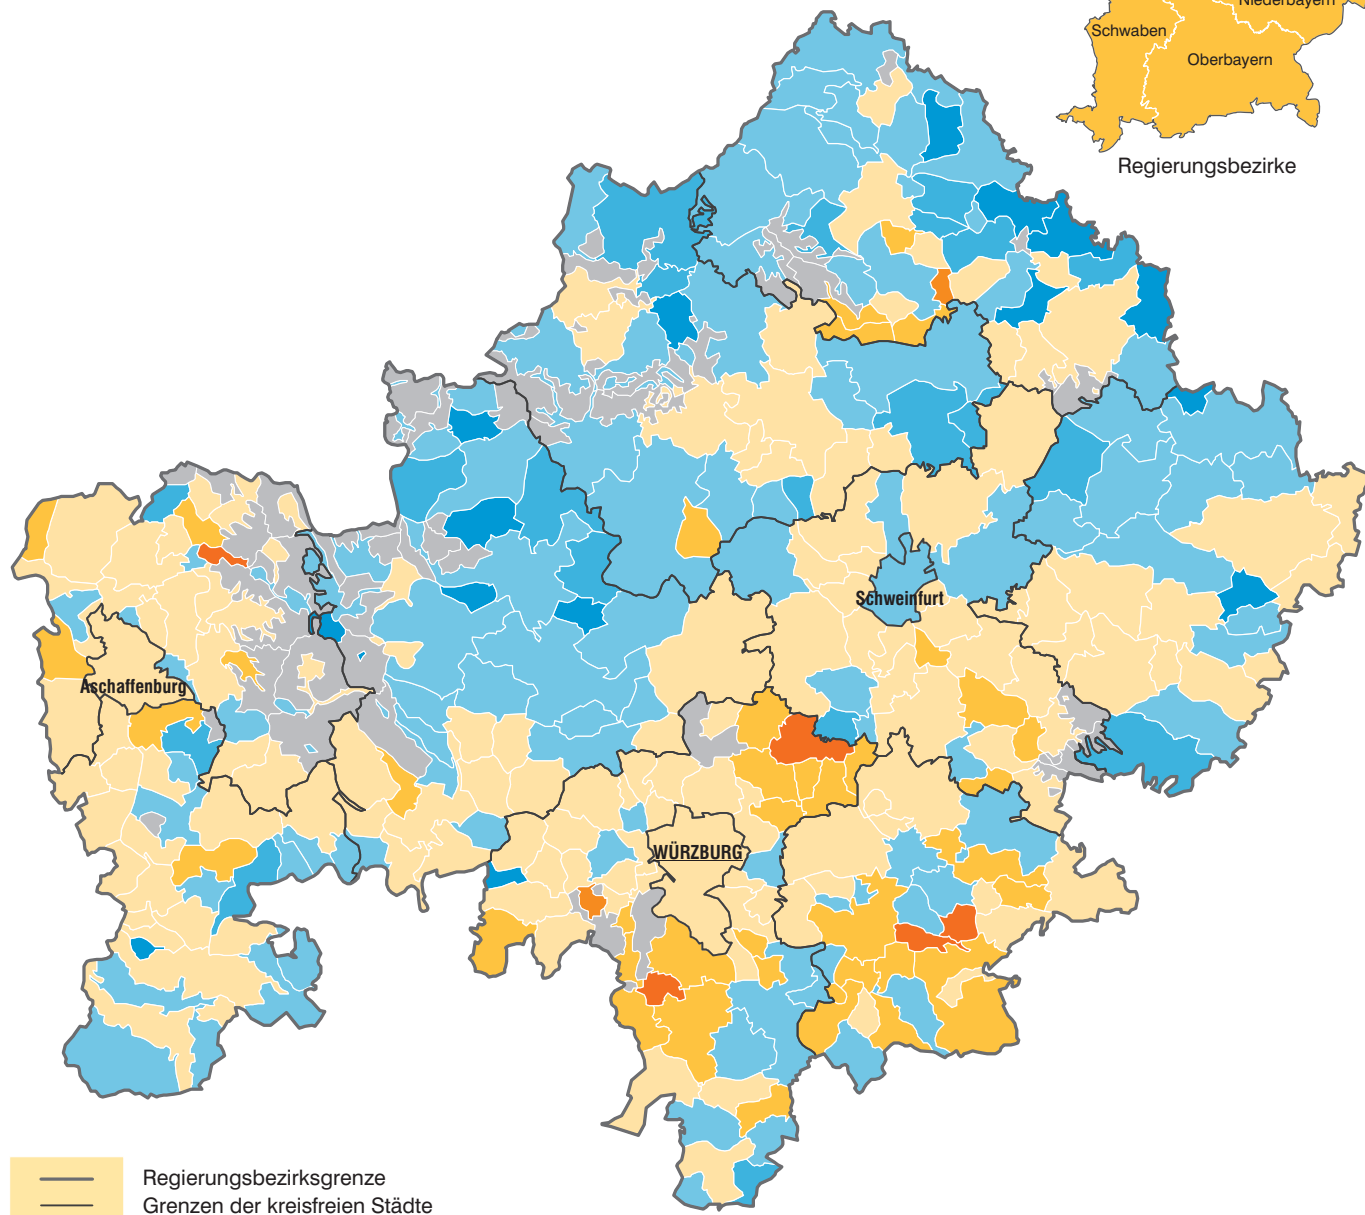 Niederbayern
Schwaben
Oberbayern
Regierungsbezirke
Schweinfurt
Aschaffenburg
WÜRZBURG
Regierungsbezirksgrenze
Grenzen der kreisfreien Städte